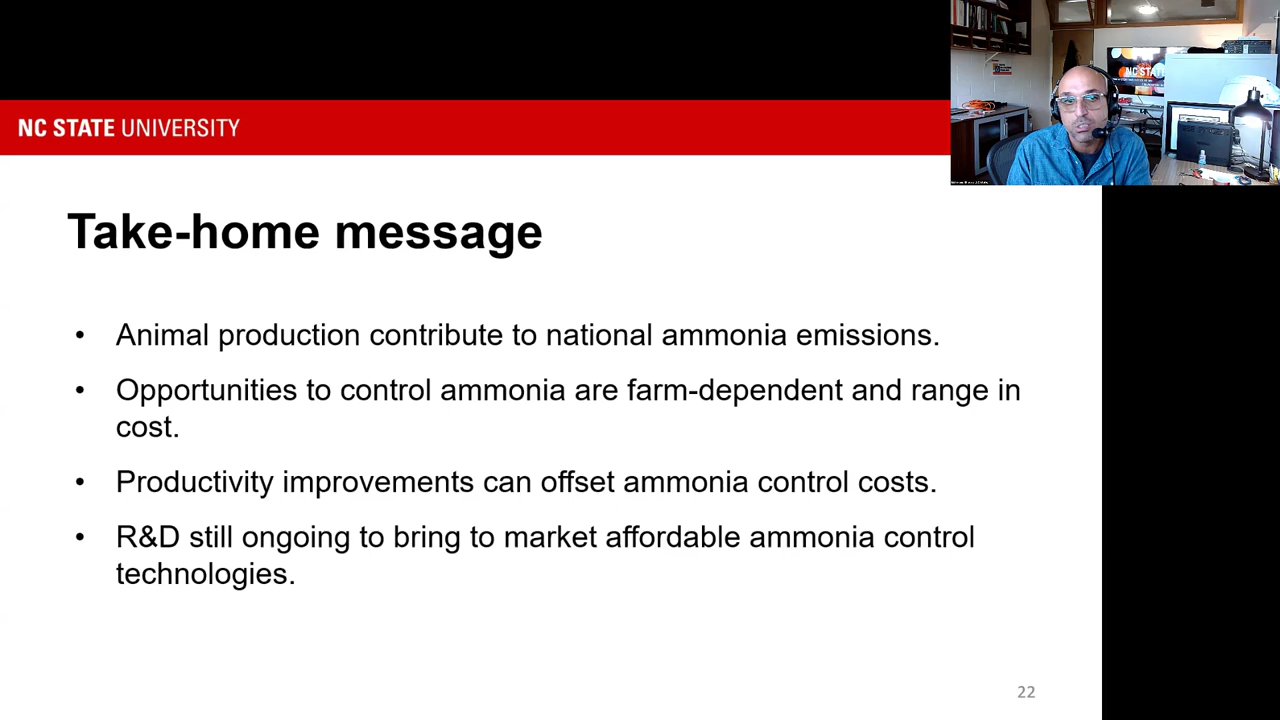 NC STATE UNIVERSITY
NC STATE
Take-home message
• Animal production contribute to national ammonia emissions.
• Opportunities to control ammonia are farm-dependent and range in
cost.
• Productivity improvements can offset ammonia control costs.
• R&D still ongoing to bring to market affordable ammonia control
technologies.
22